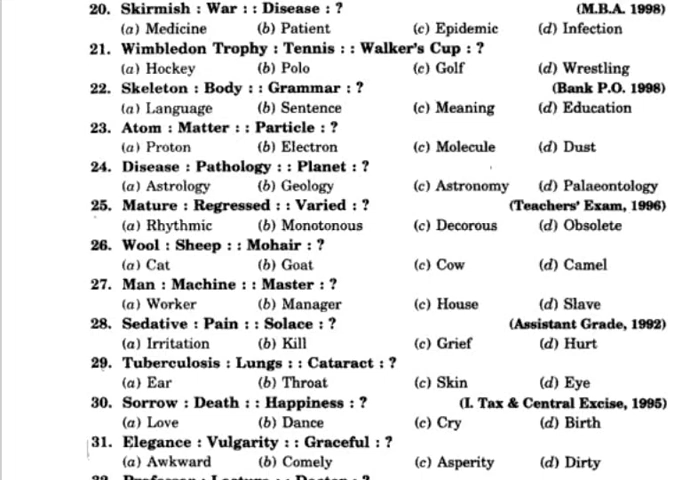 20. Skirmish : War : : Disease : ? (M.B.A. 1998)
(a) Medicine (b) Patient (c) Epidemic (d) Infection
21. Wimbledon Trophy : Tennis : : Walker's Cup : ?
(a) Hockey (b) Polo (c) Golf (d) Wrestling
22. Skeleton : Body : : Grammar : ? (Bank P.O. 1998)
(a) Language (b) Sentence (c) Meaning (d) Education
23. Atom : Matter : : Particle : ?
(a) Proton (b) Electron (c) Molecule (d) Dust
24. Disease : Pathology : : Planet : ?
(a) Astrology (b) Geology (c) Astronomy (d) Palaeontology
25. Mature : Regressed : : Varied : ? (Teachers' Exam, 1996)
(a) Rhythmic (b) Monotonous (c) Decorous (d) Obsolete
26. Wool : Sheep : : Mohair : ?
(a) Cat (b) Goat (c) Cow (d) Camel
27. Man : Machine : : Master : ?
(a) Worker (b) Manager (c) House (d) Slave
28. Sedative : Pain : : Solace : ? (Assistant Grade, 1992)
(a) Irritation (b) Kill (c) Grief (d) Hurt
29. Tuberculosis : Lungs : : Cataract : ?
(a) Ear (b) Throat (c) Skin (d) Eye
30. Sorrow : Death : : Happiness : ? (I. Tax & Central Excise, 1995)
(a) Love (b) Dance (c) Cry (d) Birth
31. Elegance : Vulgarity : : Graceful : ?
(a) Awkward (b) Comely (c) Asperity (d) Dirty